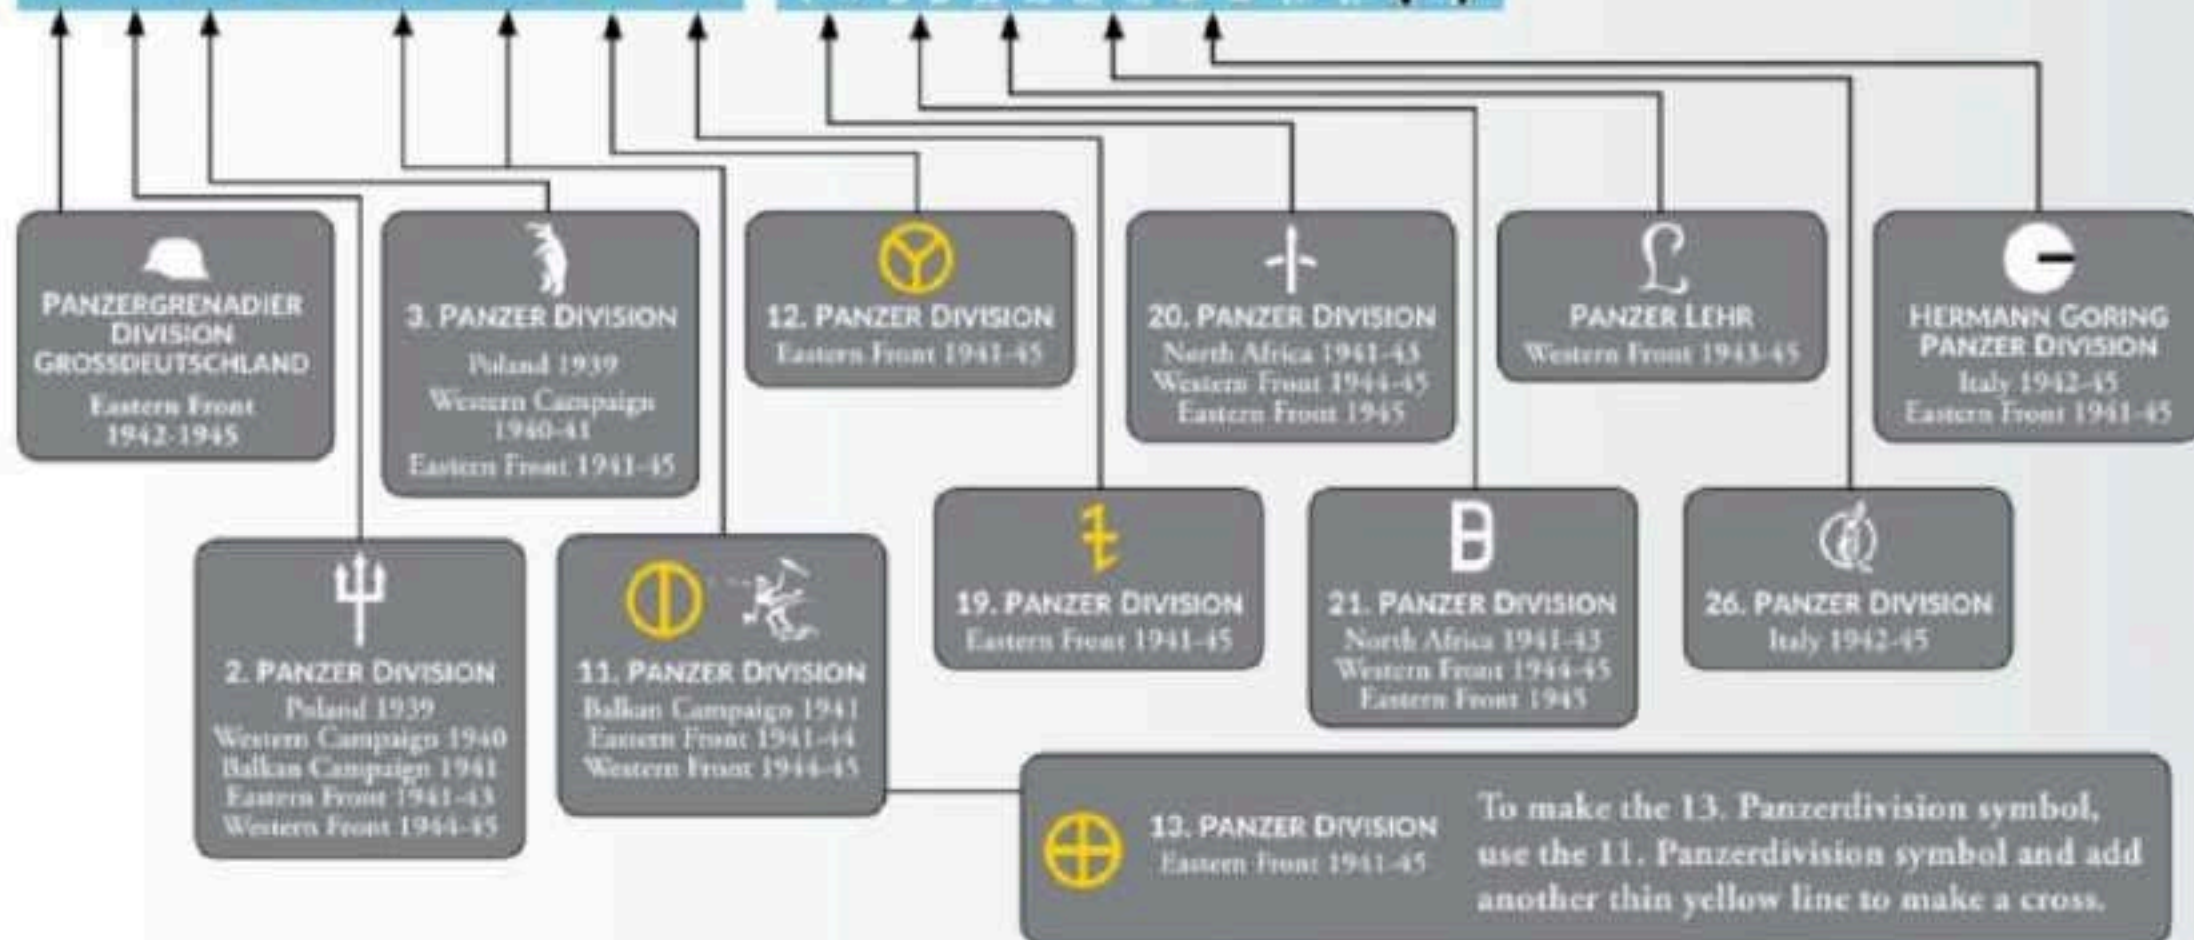 PANZERGRENADIER
DIVISION
GROSSDEUTSCHLAND
Eastern Front
1942-1945
3. PANZER DIVISION
Poland 1939
Western Campaign
1940-41
Eastern Front 1941-45
12. PANZER DIVISION
Eastern Front 1941-45
20. PANZER DIVISION
North Africa 1941-43
Western Front 1944-45
Eastern Front 1945
PANZER LEHR
Western Front 1943-45
HERMANN GORING
PANZER DIVISION
Italy 1942-45
Eastern Front 1941-45
2. PANZER DIVISION
Poland 1939
Western Campaign 1940
Balkan Campaign 1941
Eastern Front 1941-43
Western Front 1944-45
11. PANZER DIVISION
Balkan Campaign 1941
Eastern Front 1941-44
Western Front 1944-45
19. PANZER DIVISION
Eastern Front 1941-45
21. PANZER DIVISION
North Africa 1941-43
Western Front 1944-45
Eastern Front 1945
26. PANZER DIVISION
Italy 1942-45
13. PANZER DIVISION
Eastern Front 1941-45
To make the 13. Panzerdivision symbol,
use the 11. Panzerdivision symbol and add
another thin yellow line to make a cross.